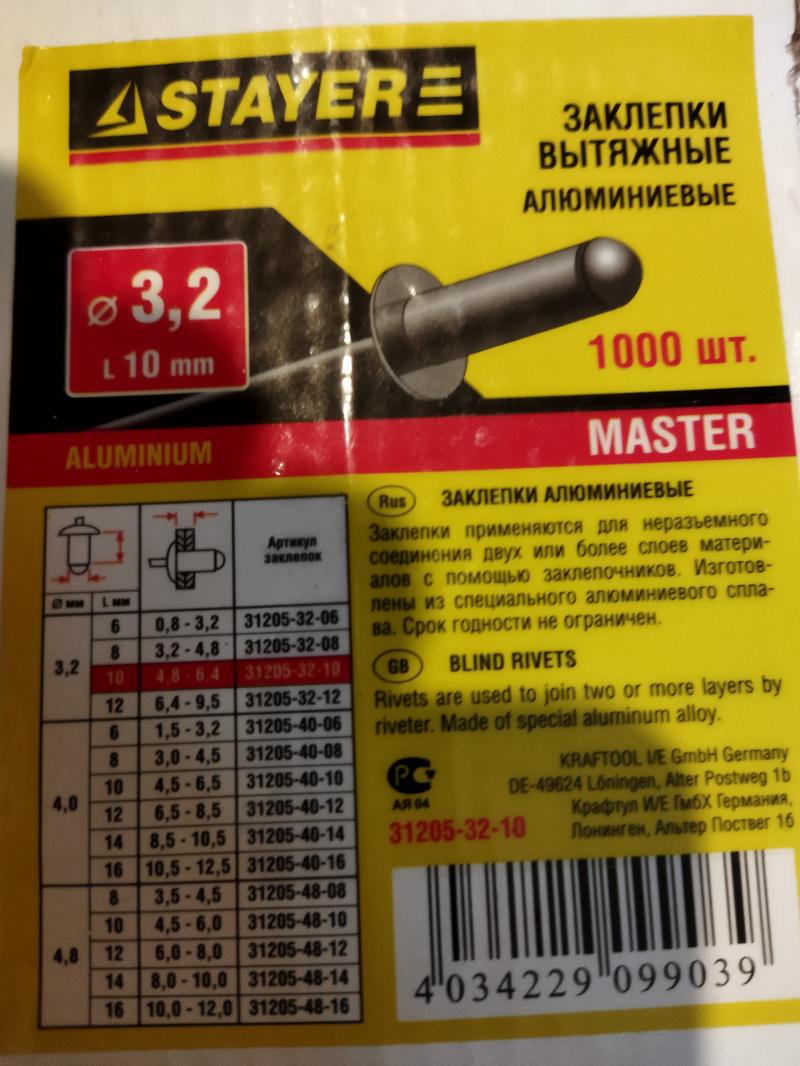 STAYER
ЗАКЛЕПКИ
ВЫТЯЖНЫЕ
АЛЮМИНИЕВЫЕ
ø 3,2
L 10 mm
1000 шт.
ALUMINIUM
MASTER
Артикул
заклепок
Ø мм L мм
3,2
6 0,8 - 3,2 31205-32-06
8 3,2 - 4,8 31205-32-08
10 4,8 - 6.4 31205-32-10
12 6,4 - 9,5 31205-32-12
4,0
6 1,5 - 3,2 31205-40-06
8 3,0 - 4,5 31205-40-08
10 4,5 - 6,5 31205-40-10
12 6,5 - 8,5 31205-40-12
14 8,5 - 10,5 31205-40-14
16 10,5 - 12,5 31205-40-16
4,8
8 3,5 - 4,5 31205-48-08
10 4,5 - 6,0 31205-48-10
12 6,0 - 8,0 31205-48-12
14 8,0 - 10,0 31205-48-14
16 10,0 - 12,0 31205-48-16
Rus ЗАКЛЕПКИ АЛЮМИНИЕВЫЕ
Заклепки применяются для неразъемного
соединения двух или более слоев матери-
алов с помощью заклепочников. Изготов-
лены из специального алюминиевого спла-
ва. Срок годности не ограничен.
GB BLIND RIVETS
Rivets are used to join two or more layers by
riveter. Made of special aluminum alloy.
РС
АЯ 04
31205-32-10
KRAFTOOL I/E GmbH Germany
DE-49624 Löningen, Alter Postweg 1b
Крафтул И/Е ГмбХ Германия,
Лонинген, Альтер Поствег 1б
4 034229 099039